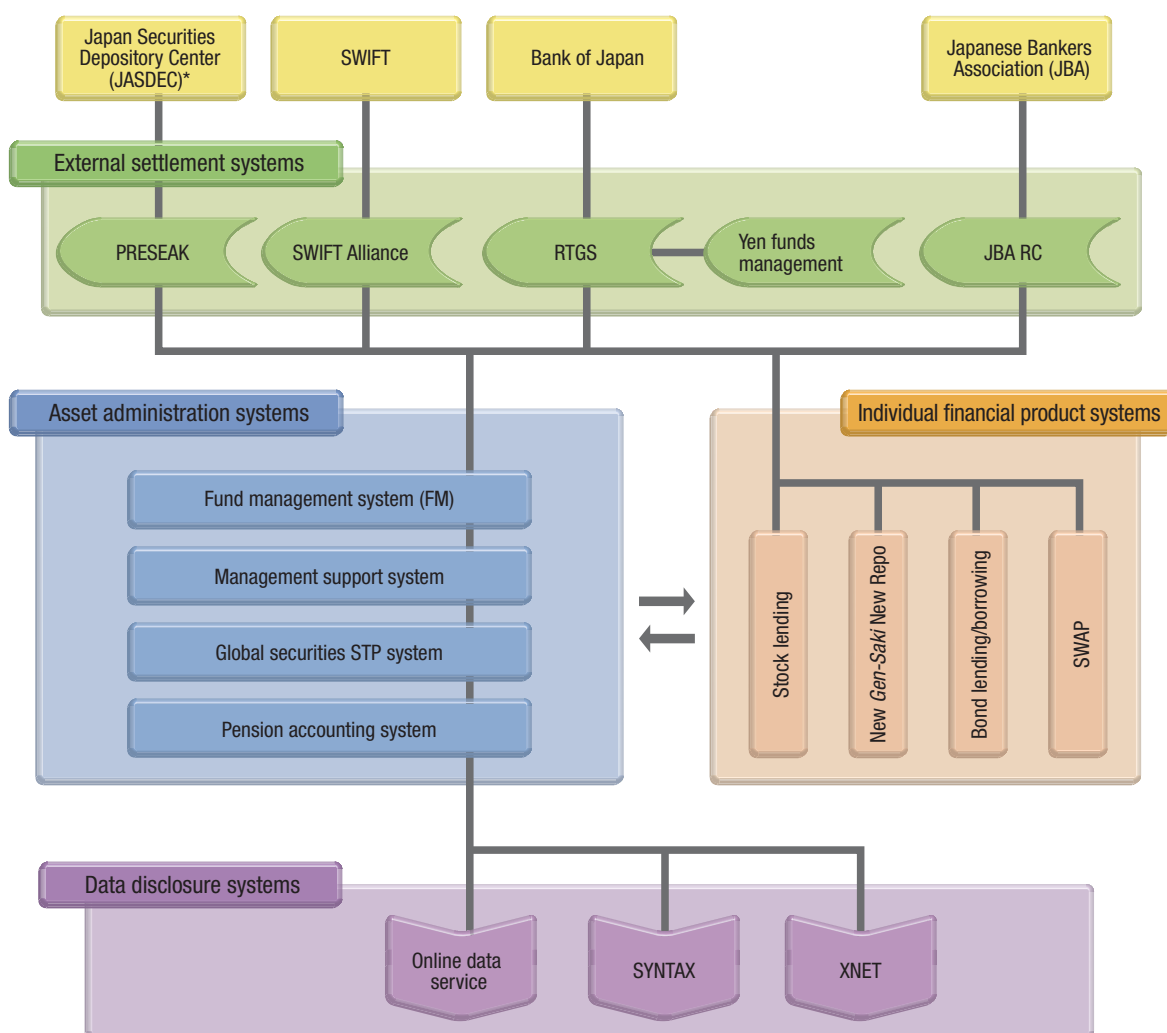 Japan Securities
Depository Center
(JASDEC)*
SWIFT
Bank of Japan
Japanese Bankers
Association (JBA)
External settlement systems
PRESEAK
SWIFT Alliance
RTGS
Yen funds
management
JBA RC
Asset administration systems
Individual financial product systems
Fund management system (FM)
Management support system
Global securities STP system
Pension accounting system
Stock lending
New Gen-Saki New Repo
Bond lending/borrowing
SWAP
Data disclosure systems
Online data
service
SYNTAX
XNET